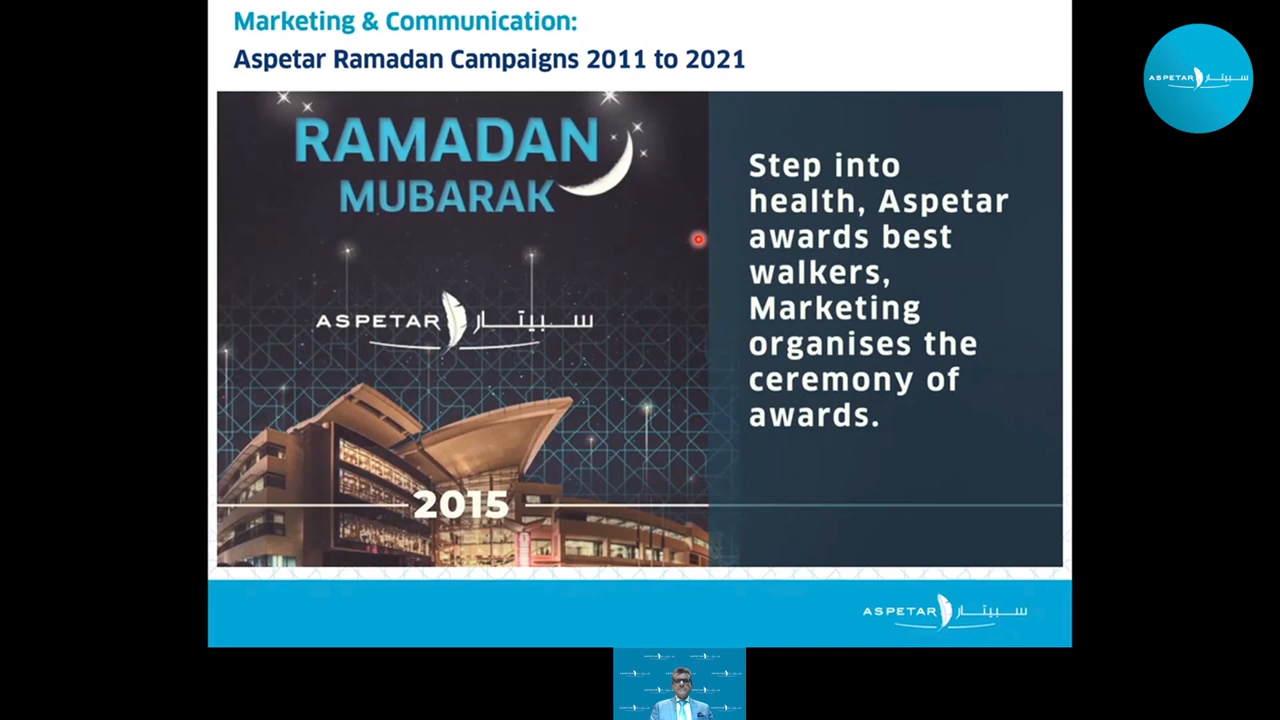 Marketing & Communication:
Aspetar Ramadan Campaigns 2011 to 2021
ASPETAR سبيتار
RAMADAN
MUBARAK
ASPETAR سبيتار
2015
Step into
health, Aspetar
awards best
walkers,
Marketing
organises the
ceremony of
awards.
ASPETAR سبيتار